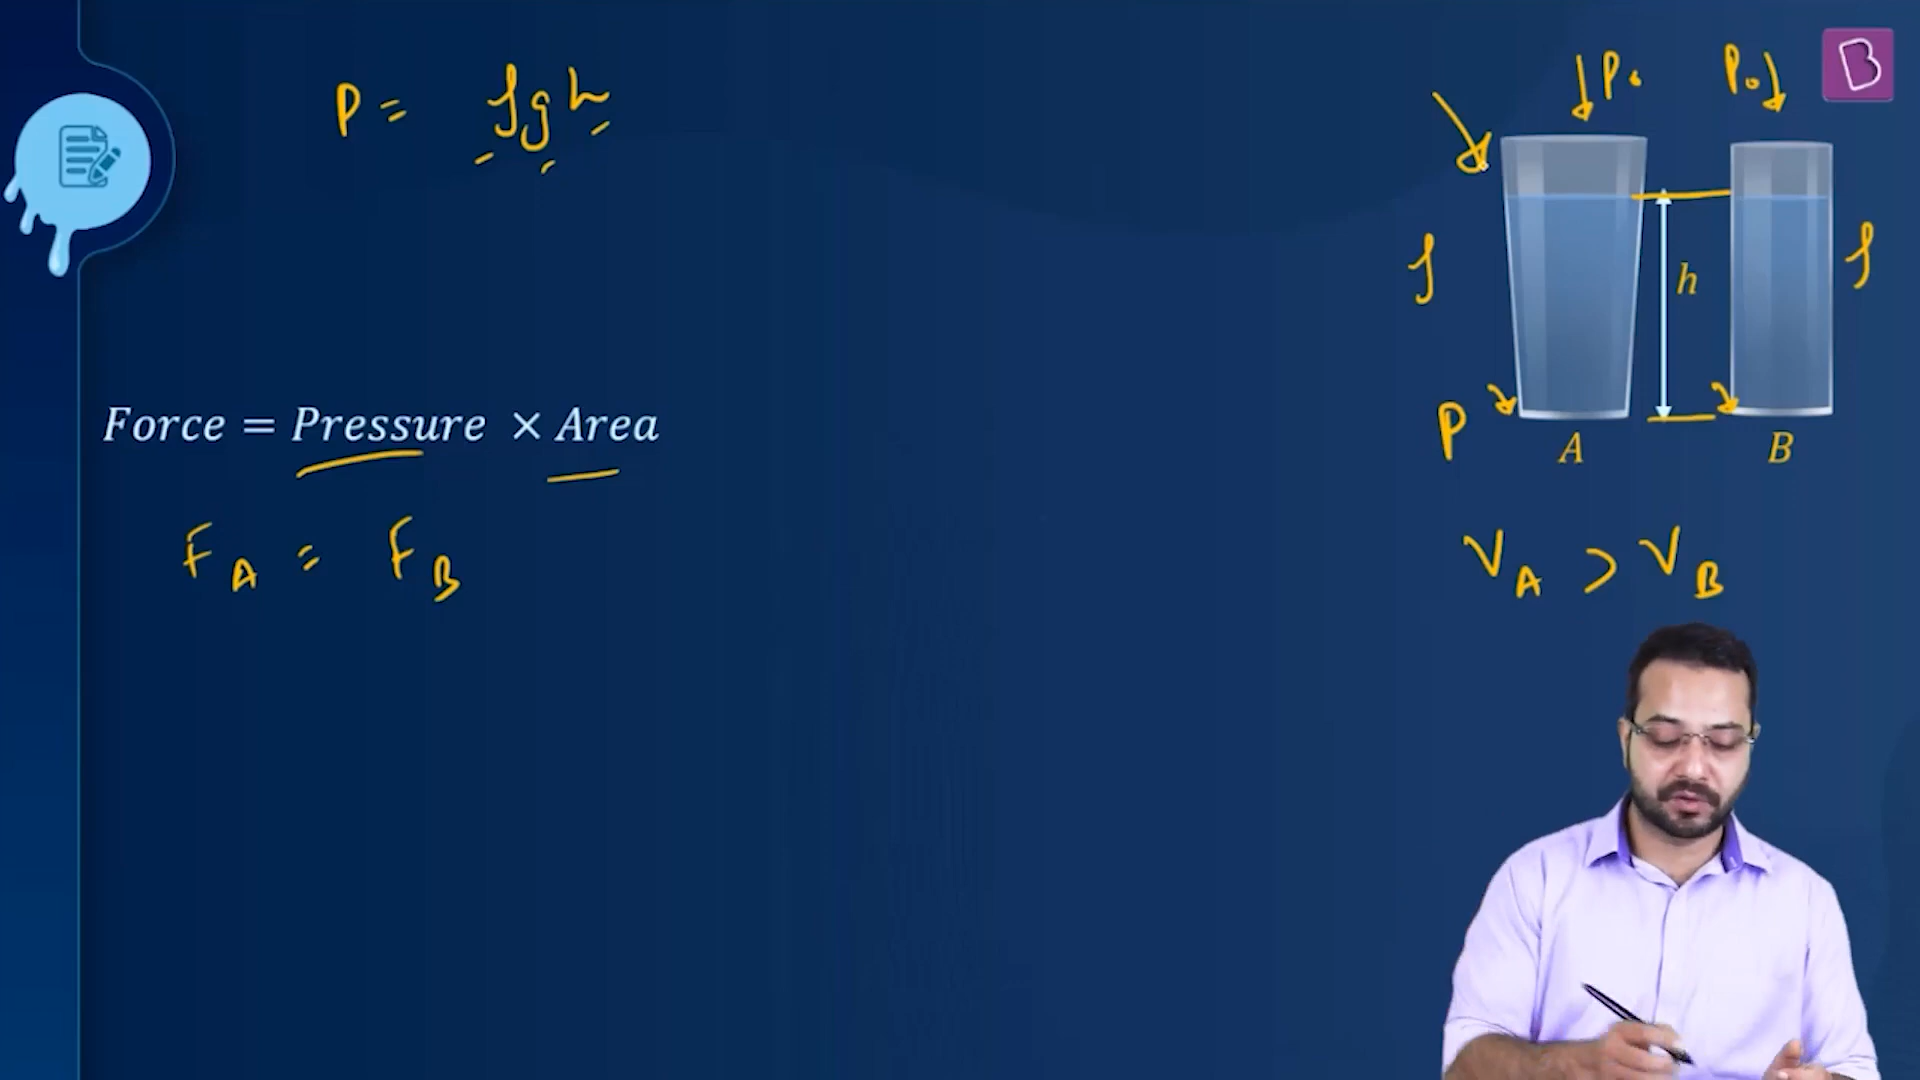 P = ρgh
↓P₀ P₀↓
B
ρ h ρ
Force = Pressure × Area
P A B
F_A = F_B
V_A > V_B